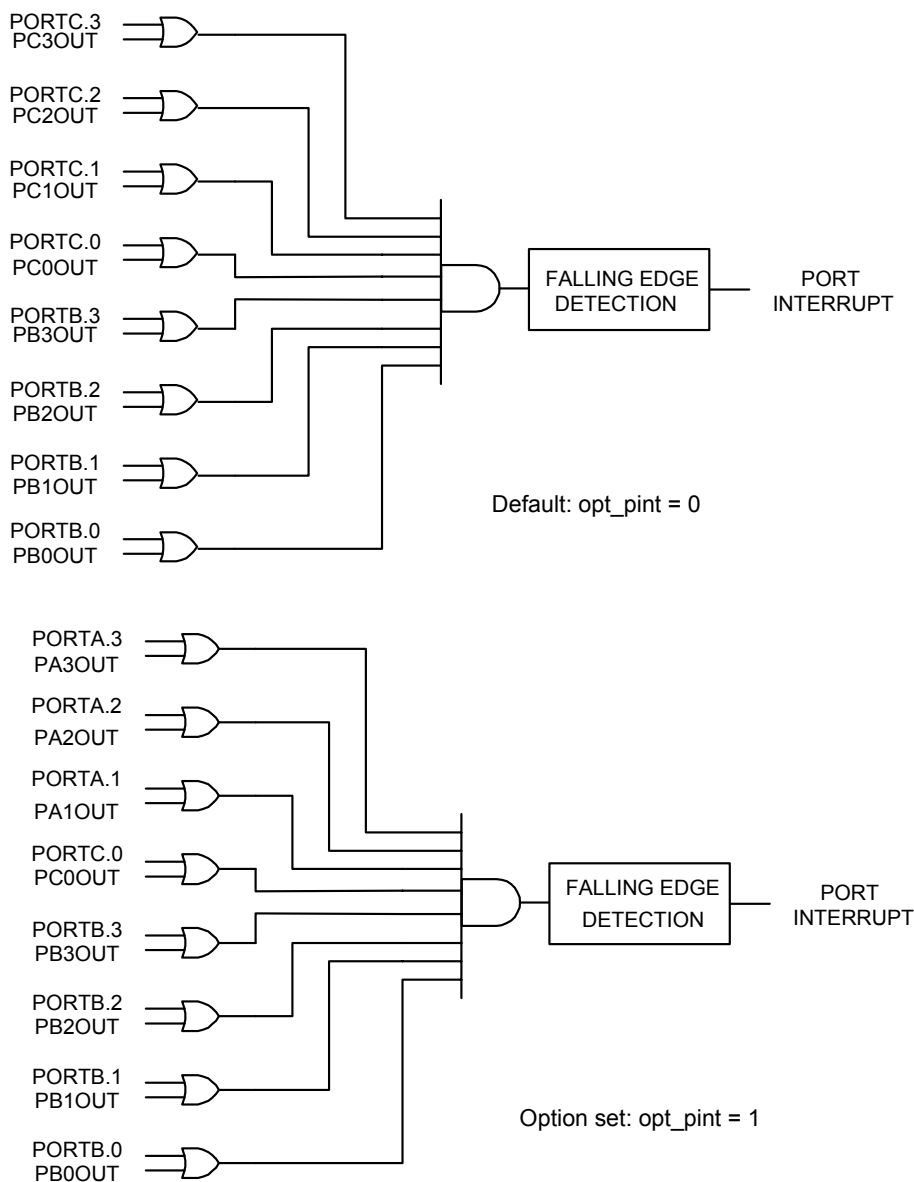 PORTC.3
PC3OUT
PORTC.2
PC2OUT
PORTC.1
PC1OUT
PORTC.0
PC0OUT
PORTB.3
PB3OUT
PORTB.2
PB2OUT
PORTB.1
PB1OUT
PORTB.0
PB0OUT
FALLING EDGE
DETECTION
PORT
INTERRUPT
Default: opt_pint = 0
PORTA.3
PA3OUT
PORTA.2
PA2OUT
PORTA.1
PA1OUT
PORTC.0
PC0OUT
PORTB.3
PB3OUT
PORTB.2
PB2OUT
PORTB.1
PB1OUT
PORTB.0
PB0OUT
FALLING EDGE
DETECTION
PORT
INTERRUPT
Option set: opt_pint = 1